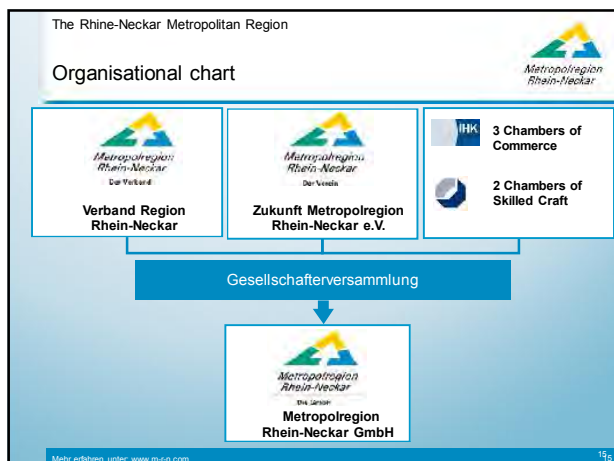 The Rhine-Neckar Metropolitan Region
Organisational chart
Metropolregion
Rhein-Neckar
Metropolregion
Rhein-Neckar
Der Verband
Verband Region
Rhein-Neckar
Metropolregion
Rhein-Neckar
Der Verein
Zukunft Metropolregion
Rhein-Neckar e.V.
IHK
3 Chambers of
Commerce
2 Chambers of
Skilled Craft
Gesellschafterversammlung
Metropolregion
Rhein-Neckar
Metropolregion
Rhein-Neckar GmbH
Mehr erfahren unter: www.m-r-n.com